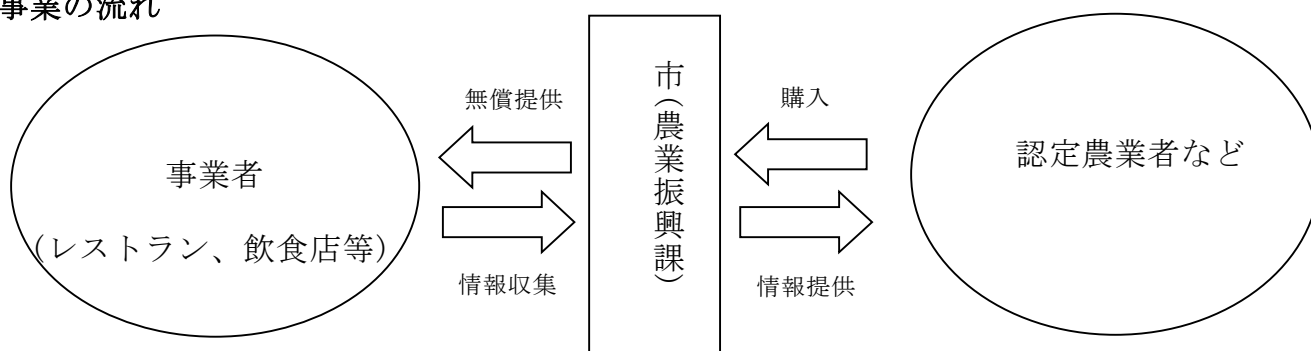 事業の流れ
事業者
（レストラン、飲食店等）
無償提供
情報収集
市（農業振興課）
購入
情報提供
認定農業者など